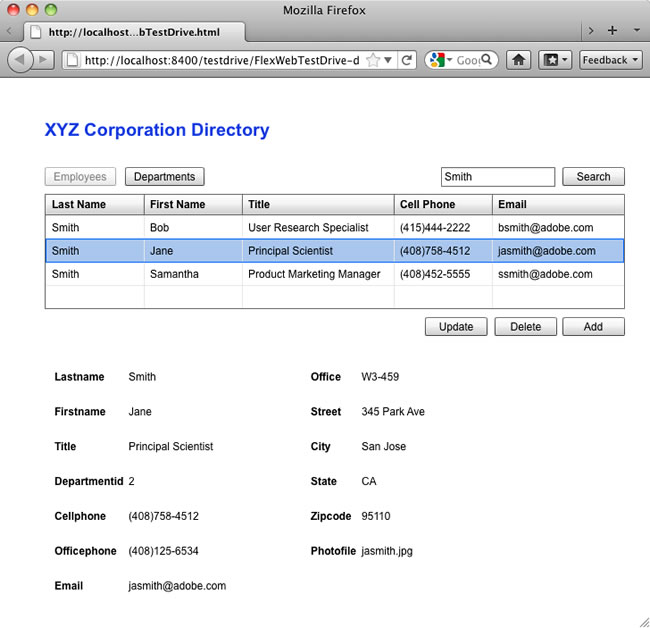 Mozilla Firefox
http://localhost...bTestDrive.html
http://localhost:8400/testdrive/FlexWebTestDrive-d Goog Feedback
XYZ Corporation Directory
Employees Departments Smith Search
Last Name First Name Title Cell Phone Email
Smith Bob User Research Specialist (415)444-2222 bsmith@adobe.com
Smith Jane Principal Scientist (408)758-4512 jasmith@adobe.com
Smith Samantha Product Marketing Manager (408)452-5555 ssmith@adobe.com
Update Delete Add
Lastname Smith Office W3-459
Firstname Jane Street 345 Park Ave
Title Principal Scientist City San Jose
Departmentid 2 State CA
Cellphone (408)758-4512 Zipcode 95110
Officephone (408)125-6534 Photofile jasmith.jpg
Email jasmith@adobe.com